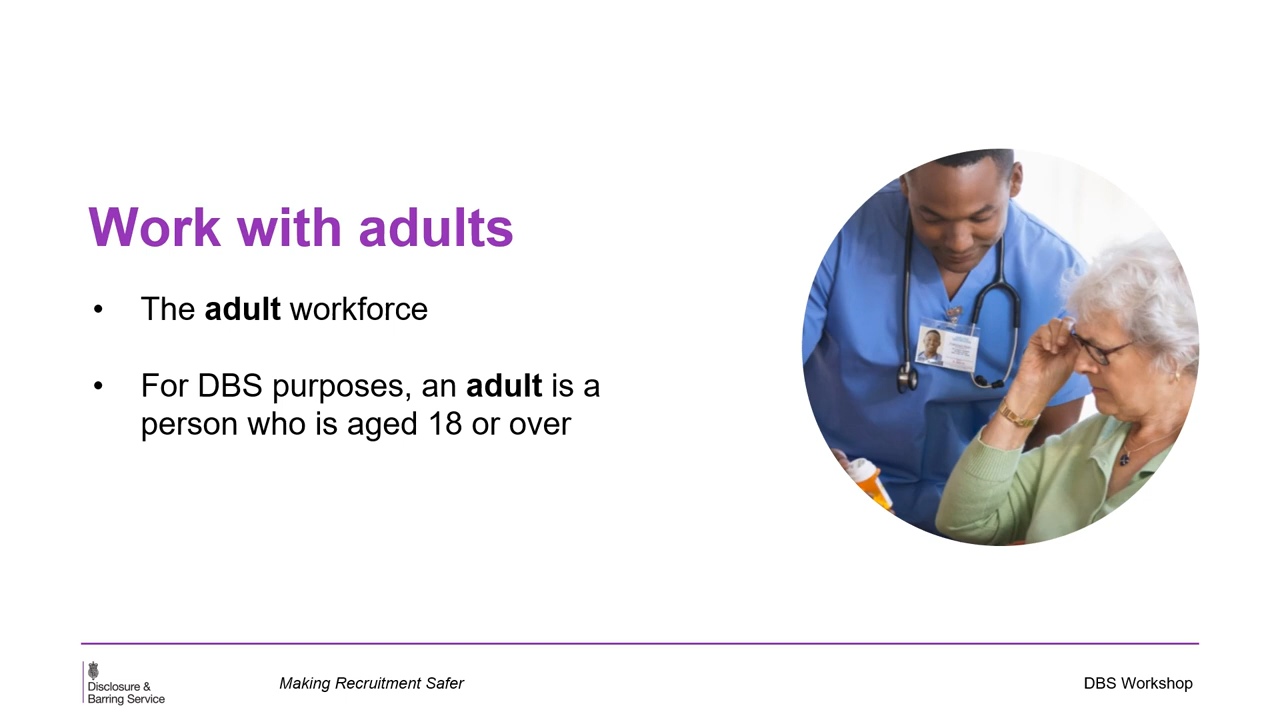 Work with adults
• The adult workforce
• For DBS purposes, an adult is a
person who is aged 18 or over
Disclosure &
Barring Service
Making Recruitment Safer
DBS Workshop